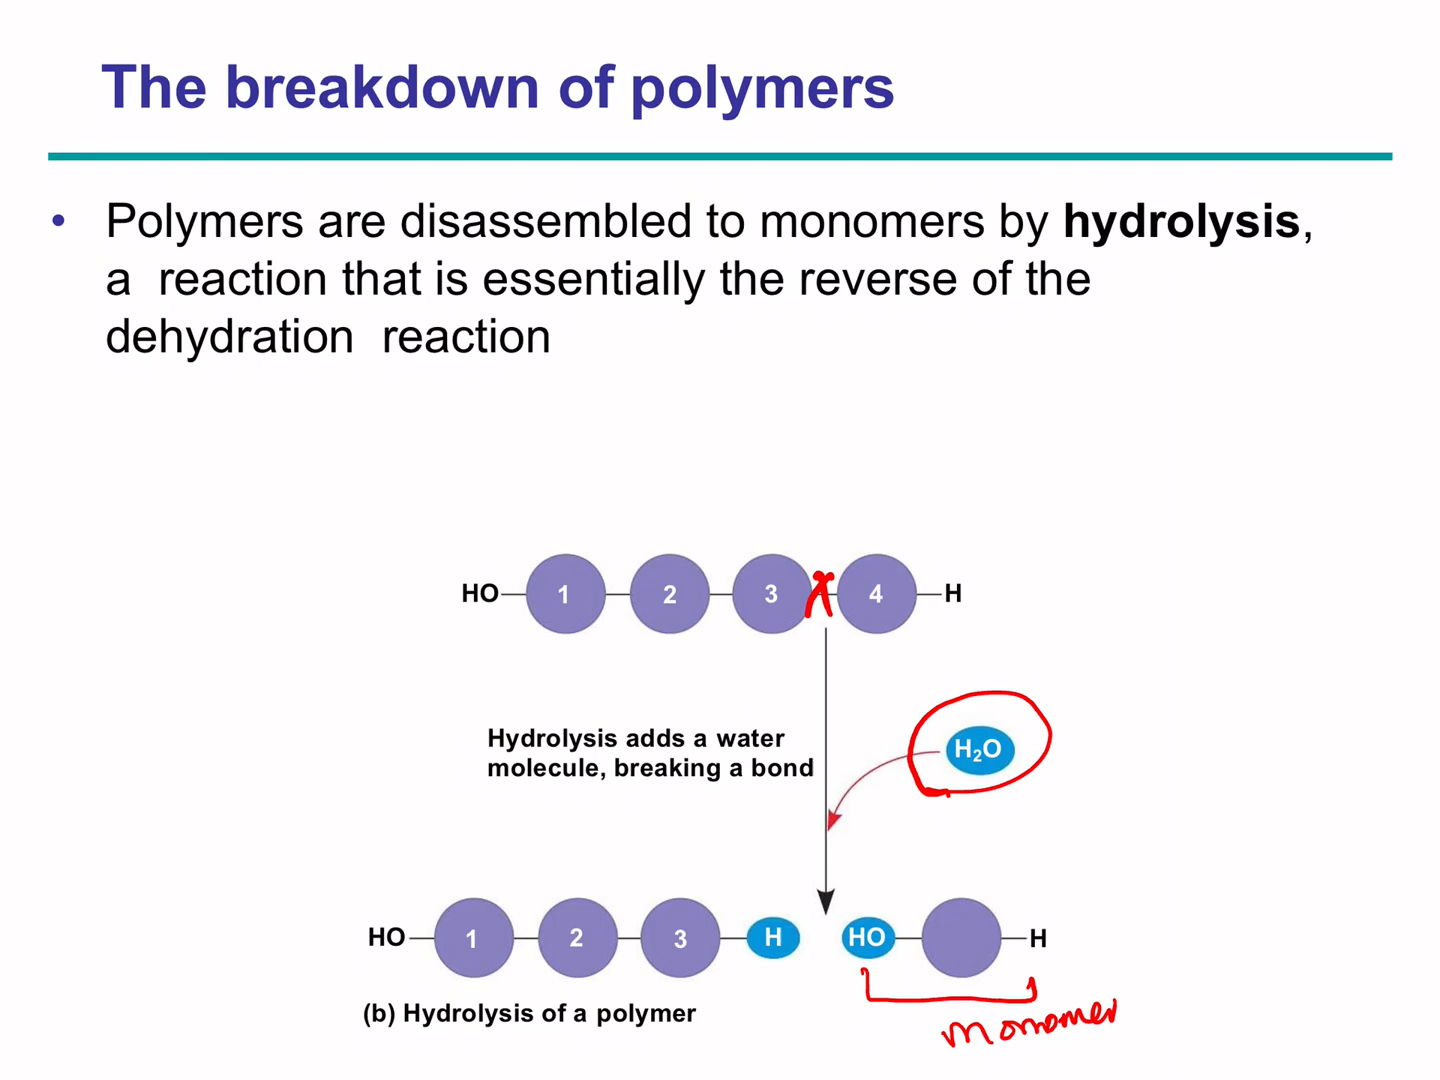 The breakdown of polymers
• Polymers are disassembled to monomers by hydrolysis,
a reaction that is essentially the reverse of the
dehydration reaction
HO 1 2 3 4 H
Hydrolysis adds a water
molecule, breaking a bond
H₂O
HO 1 2 3 H HO H
(b) Hydrolysis of a polymer
monomer